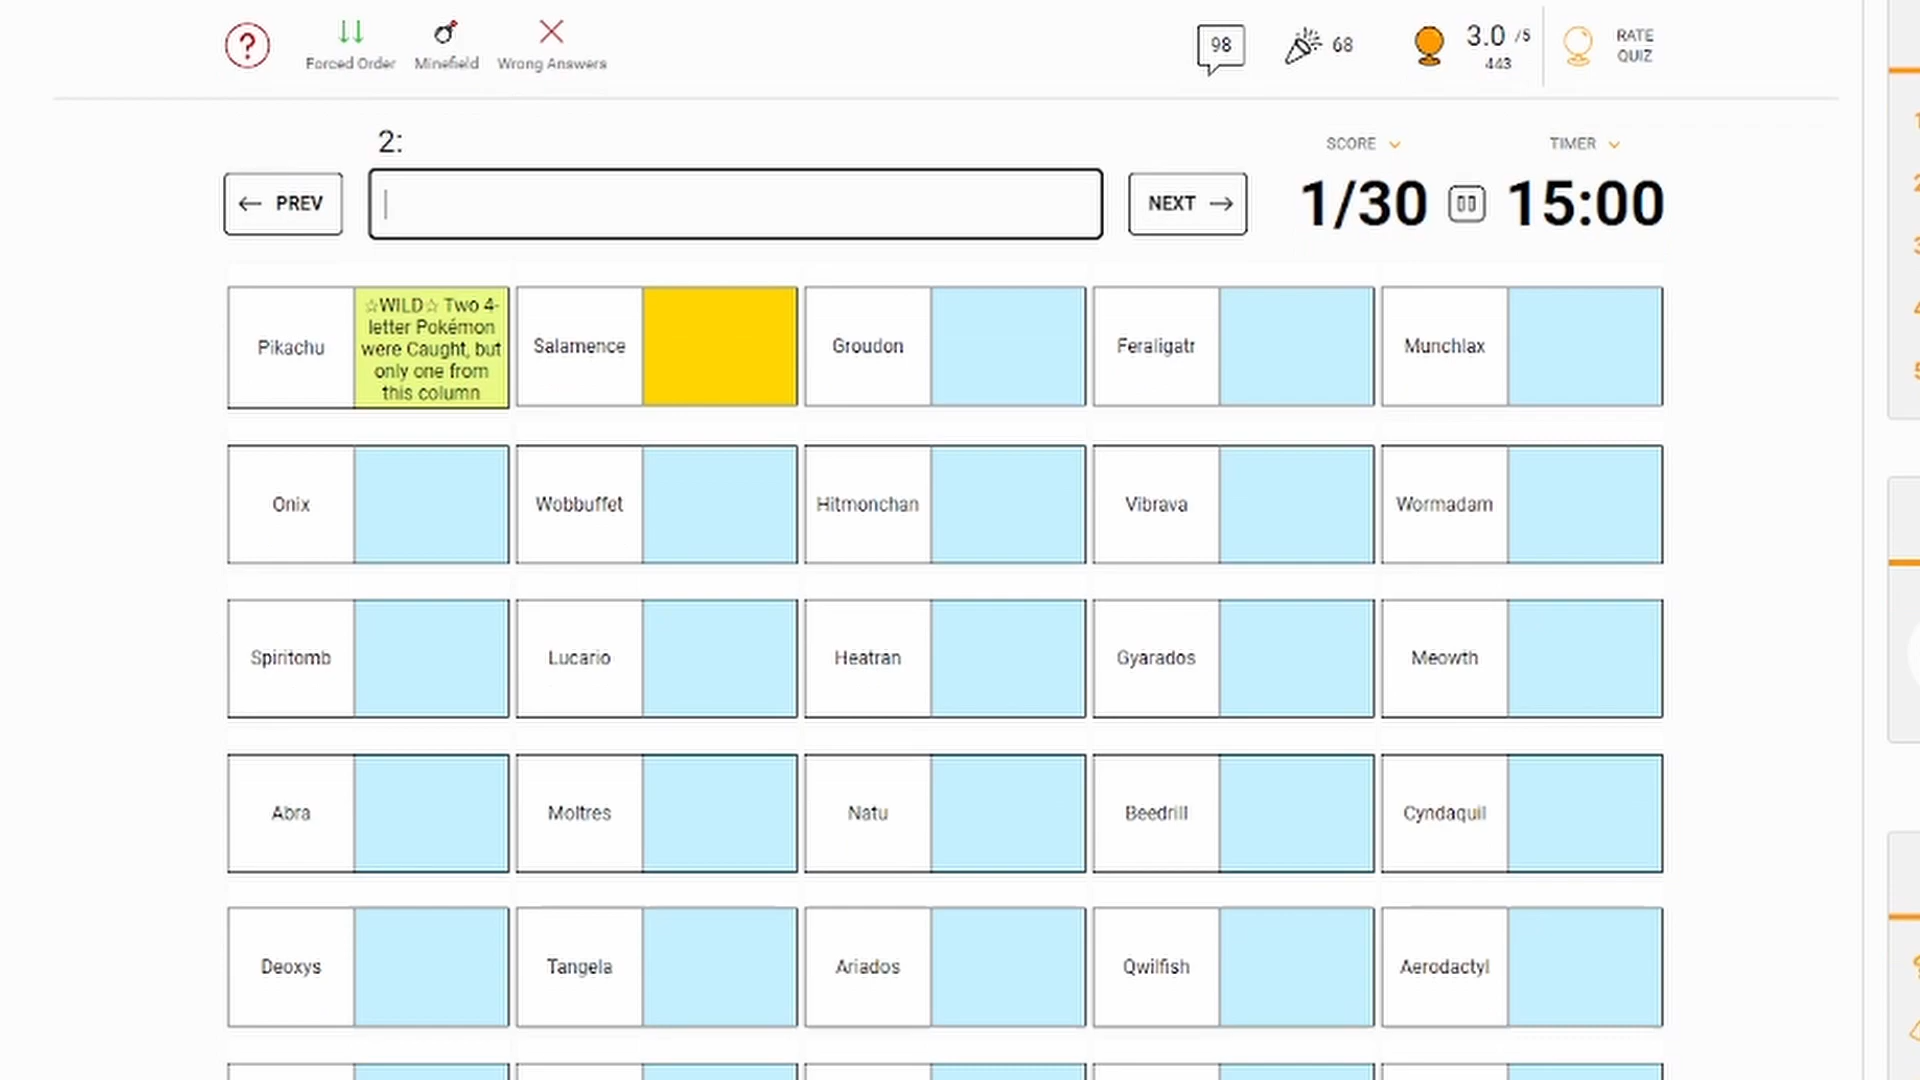 ?
Forced Order
Minefield
Wrong Answers
98
68
3.0 /5
443
RATE
QUIZ
2:
SCORE
TIMER
← PREV
NEXT →
1/30
15:00
Pikachu
☆WILD☆ Two 4-
letter Pokémon
were Caught, but
only one from
this column
Salamence
Groudon
Feraligatr
Munchlax
Onix
Wobbuffet
Hitmonchan
Vibrava
Wormadam
Spiritomb
Lucario
Heatran
Gyarados
Meowth
Abra
Moltres
Natu
Beedrill
Cyndaquil
Deoxys
Tangela
Ariados
Qwilfish
Aerodactyl